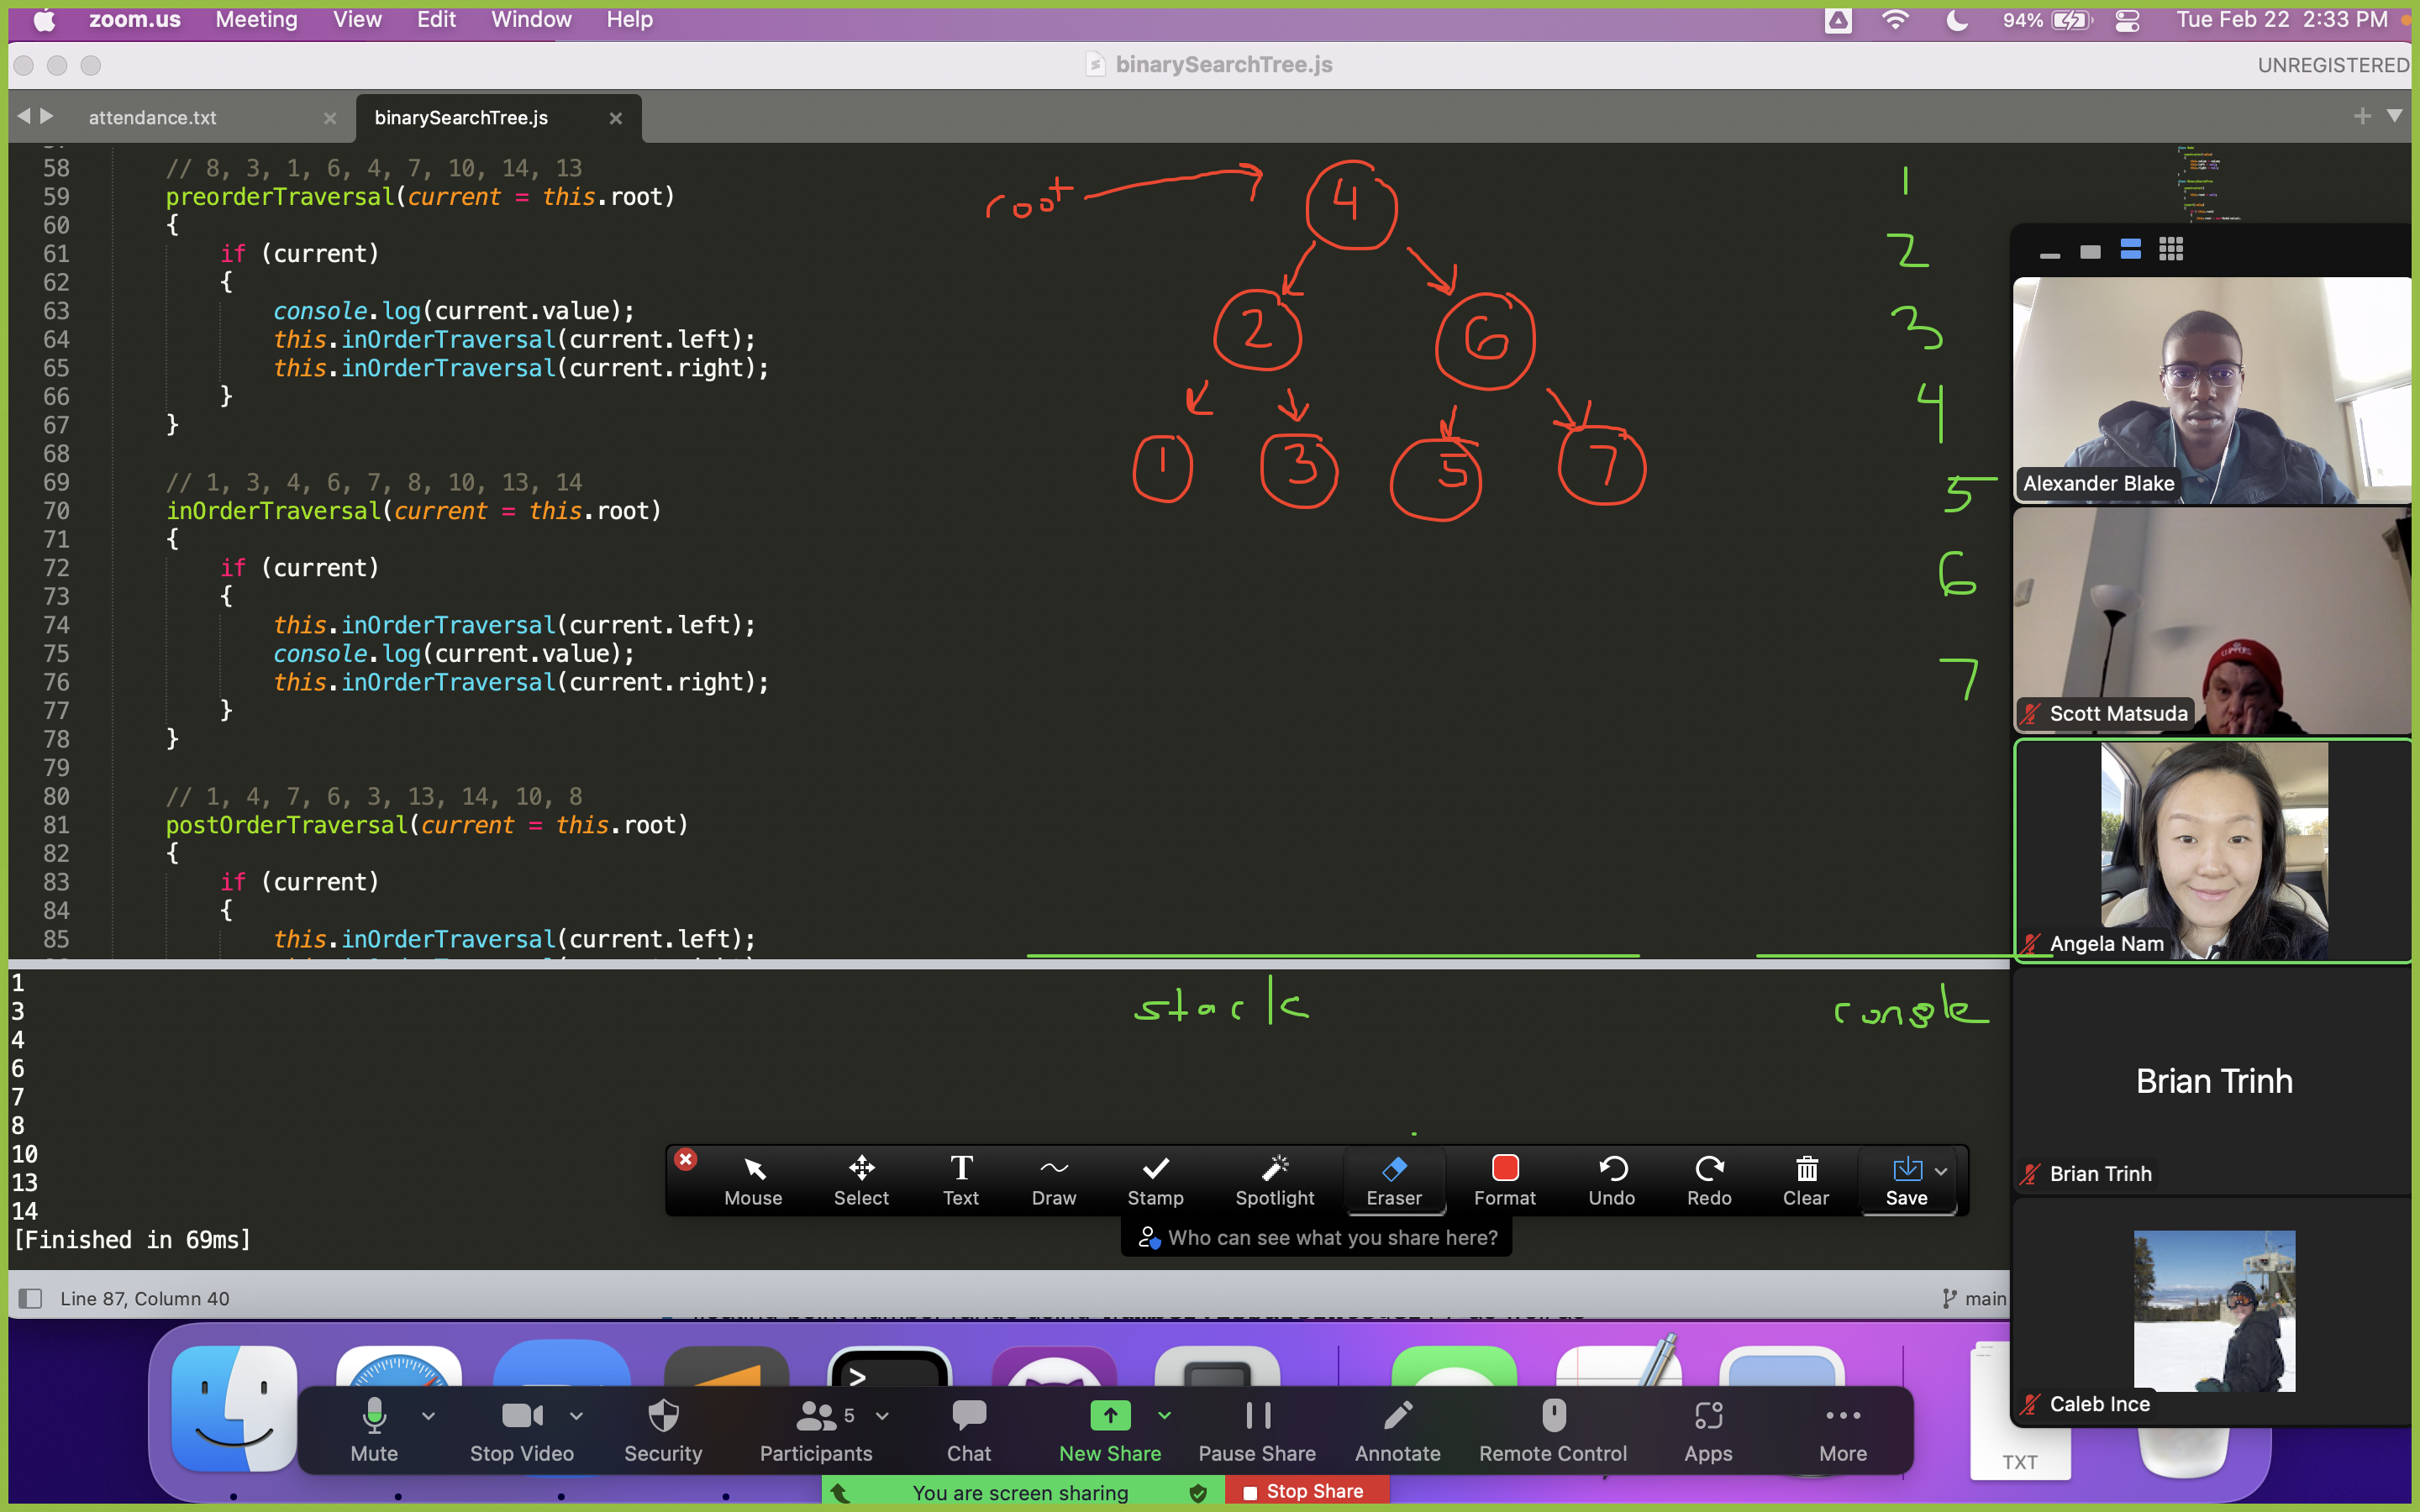 zoom.us Meeting View Edit Window Help 94% Tue Feb 22 2:33 PM
binarySearchTree.js UNREGISTERED
attendance.txt binarySearchTree.js
58 // 8, 3, 1, 6, 4, 7, 10, 14, 13
59 preorderTraversal(current = this.root)
60 {
61 if (current)
62 {
63 console.log(current.value);
64 this.inOrderTraversal(current.left);
65 this.inOrderTraversal(current.right);
66 }
67 }
68
69 // 1, 3, 4, 6, 7, 8, 10, 13, 14
70 inOrderTraversal(current = this.root)
71 {
72 if (current)
73 {
74 this.inOrderTraversal(current.left);
75 console.log(current.value);
76 this.inOrderTraversal(current.right);
77 }
78 }
79
80 // 1, 4, 7, 6, 3, 13, 14, 10, 8
81 postOrderTraversal(current = this.root)
82 {
83 if (current)
84 {
85 this.inOrderTraversal(current.left);
root 4
2 6
1 3 5 7
1
2
3
4
5
6
7
stack console
1
3
4
6
7
8
10
13
14
[Finished in 69ms]
Mouse Select Text Draw Stamp Spotlight Eraser Format Undo Redo Clear Save
Who can see what you share here?
Line 87, Column 40 main
Alexander Blake
Scott Matsuda
Angela Nam
Brian Trinh
Brian Trinh
Caleb Ince
5
Mute Stop Video Security Participants Chat New Share Pause Share Annotate Remote Control Apps More
TXT
You are screen sharing Stop Share